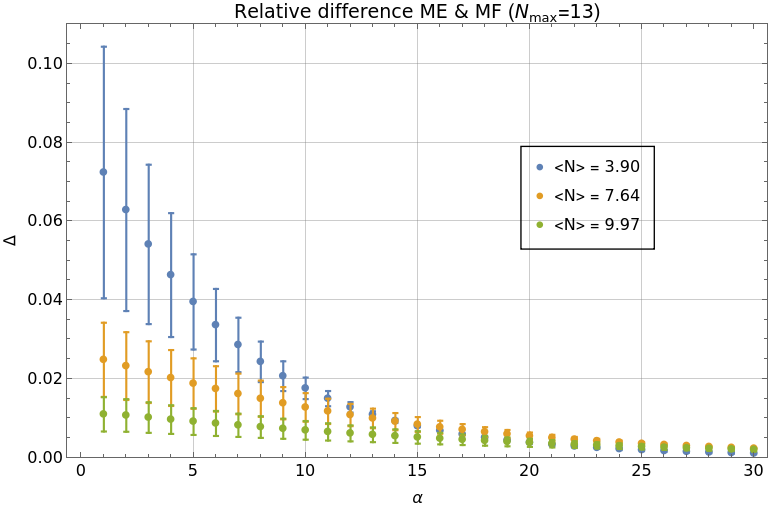 Relative difference ME & MF (Nmax=13)
0.10
0.08
<N> = 3.90
<N> = 7.64
0.06
<N> = 9.97
Δ
0.04
0.02
0.00
0 5 10 15 20 25 30
α